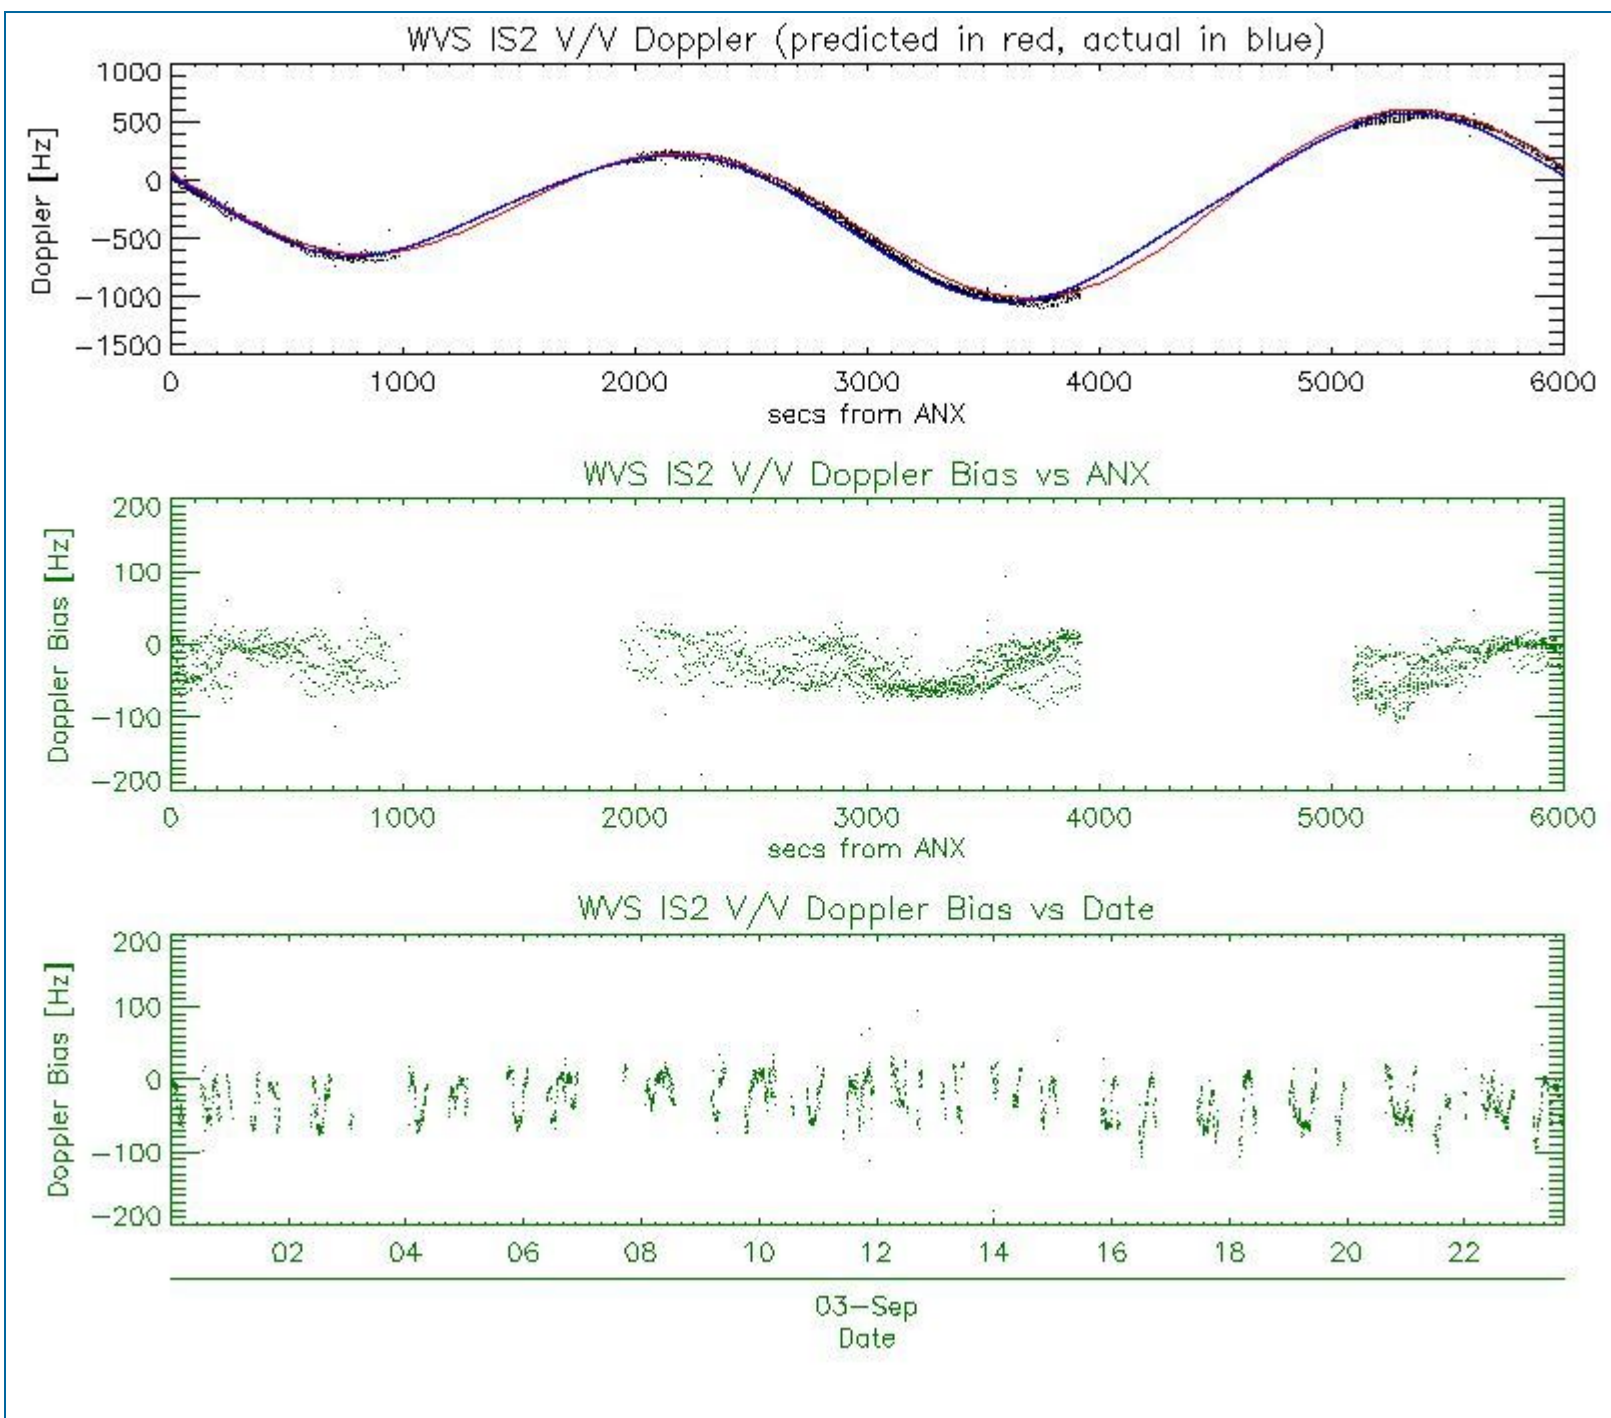 WVS IS2 V/V Doppler (predicted in red, actual in blue)
1000
500
0
−500
−1000
−1500
Doppler [Hz]
0 1000 2000 3000 4000 5000 6000
secs from ANX
WVS IS2 V/V Doppler Bias vs ANX
200
100
0
−100
−200
Doppler Bias [Hz]
0 1000 2000 3000 4000 5000 6000
secs from ANX
WVS IS2 V/V Doppler Bias vs Date
200
100
0
−100
−200
Doppler Bias [Hz]
02 04 06 08 10 12 14 16 18 20 22
03−Sep
Date